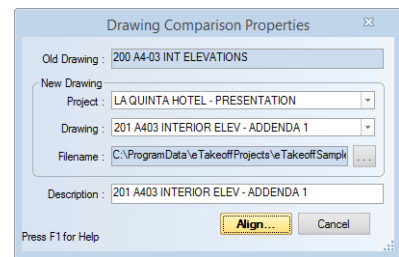 Drawing Comparison Properties
Old Drawing : 200 A4-03 INT ELEVATIONS
New Drawing
Project : LA QUINTA HOTEL - PRESENTATION
Drawing : 201 A403 INTERIOR ELEV - ADDENDA 1
Filename : C:\ProgramData\eTakeoffProjects\eTakeoffSample ...
Description : 201 A403 INTERIOR ELEV - ADDENDA 1
Align... Cancel
Press F1 for Help